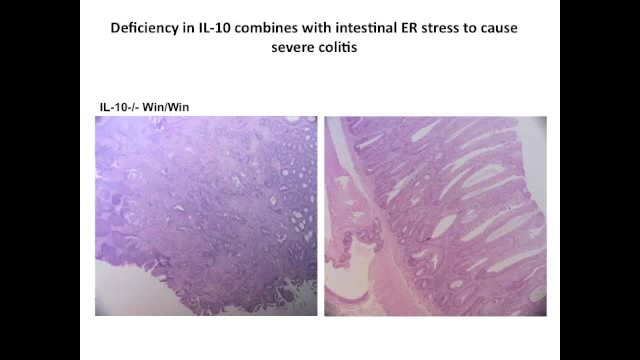 Deficiency in IL-10 combines with intestinal ER stress to cause
severe colitis
IL-10-/- Win/Win